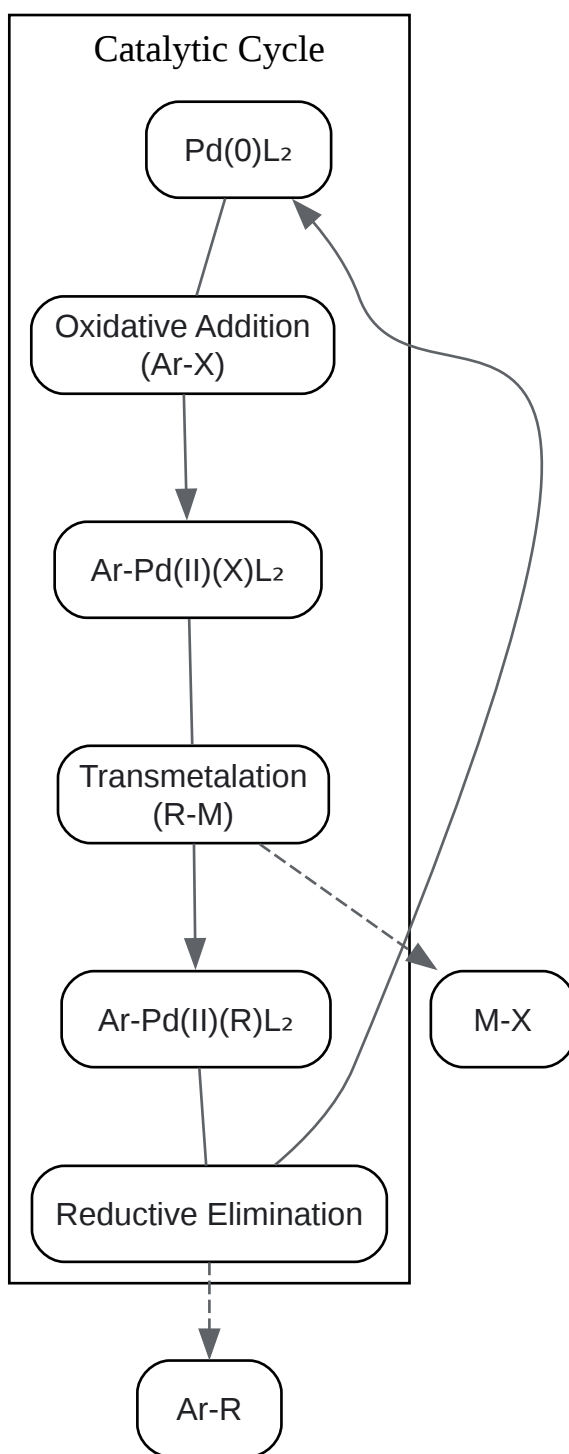 Catalytic Cycle
Pd(0)L₂
Oxidative Addition
(Ar-X)
Ar-Pd(II)(X)L₂
Transmetalation
(R-M)
Ar-Pd(II)(R)L₂
M-X
Reductive Elimination
Ar-R